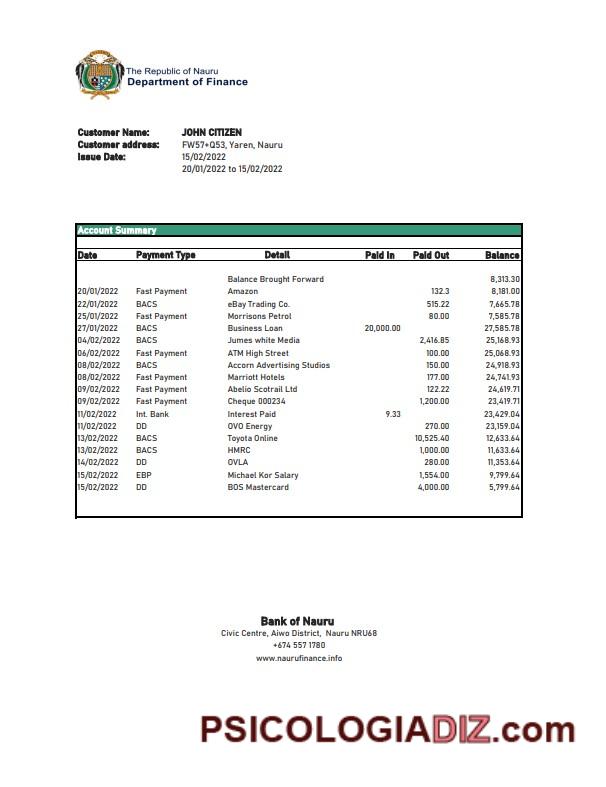 The Republic of Nauru
Department of Finance
Customer Name: JOHN CITIZEN
Customer address: FW57+Q53, Yaren, Nauru
Issue Date: 15/02/2022
20/01/2022 to 15/02/2022
Account Summary
Date Payment Type Detail Paid In Paid Out Balance
Balance Brought Forward 8,313.30
20/01/2022 Fast Payment Amazon 132.3 8,181.00
22/01/2022 BACS eBay Trading Co. 515.22 7,665.78
25/01/2022 Fast Payment Morrisons Petrol 80.00 7,585.78
27/01/2022 BACS Business Loan 20,000.00 27,585.78
04/02/2022 BACS Jumes white Media 2,416.85 25,168.93
06/02/2022 Fast Payment ATM High Street 100.00 25,068.93
08/02/2022 BACS Accorn Advertising Studios 150.00 24,918.93
08/02/2022 Fast Payment Marriott Hotels 177.00 24,741.93
09/02/2022 Fast Payment Abelio Scotrail Ltd 122.22 24,619.71
09/02/2022 Fast Payment Cheque 000234 1,200.00 23,419.71
11/02/2022 Int. Bank Interest Paid 9.33 23,429.04
11/02/2022 DD OVO Energy 270.00 23,159.04
13/02/2022 BACS Toyota Online 10,525.40 12,633.64
13/02/2022 BACS HMRC 1,000.00 11,633.64
14/02/2022 DD OVLA 280.00 11,353.64
15/02/2022 EBP Michael Kor Salary 1,554.00 9,799.64
15/02/2022 DD BOS Mastercard 4,000.00 5,799.64
Bank of Nauru
Civic Centre, Aiwo District, Nauru NRU68
+674 557 1780
www.naurufinance.info
PSICOLOGIADIZ.com